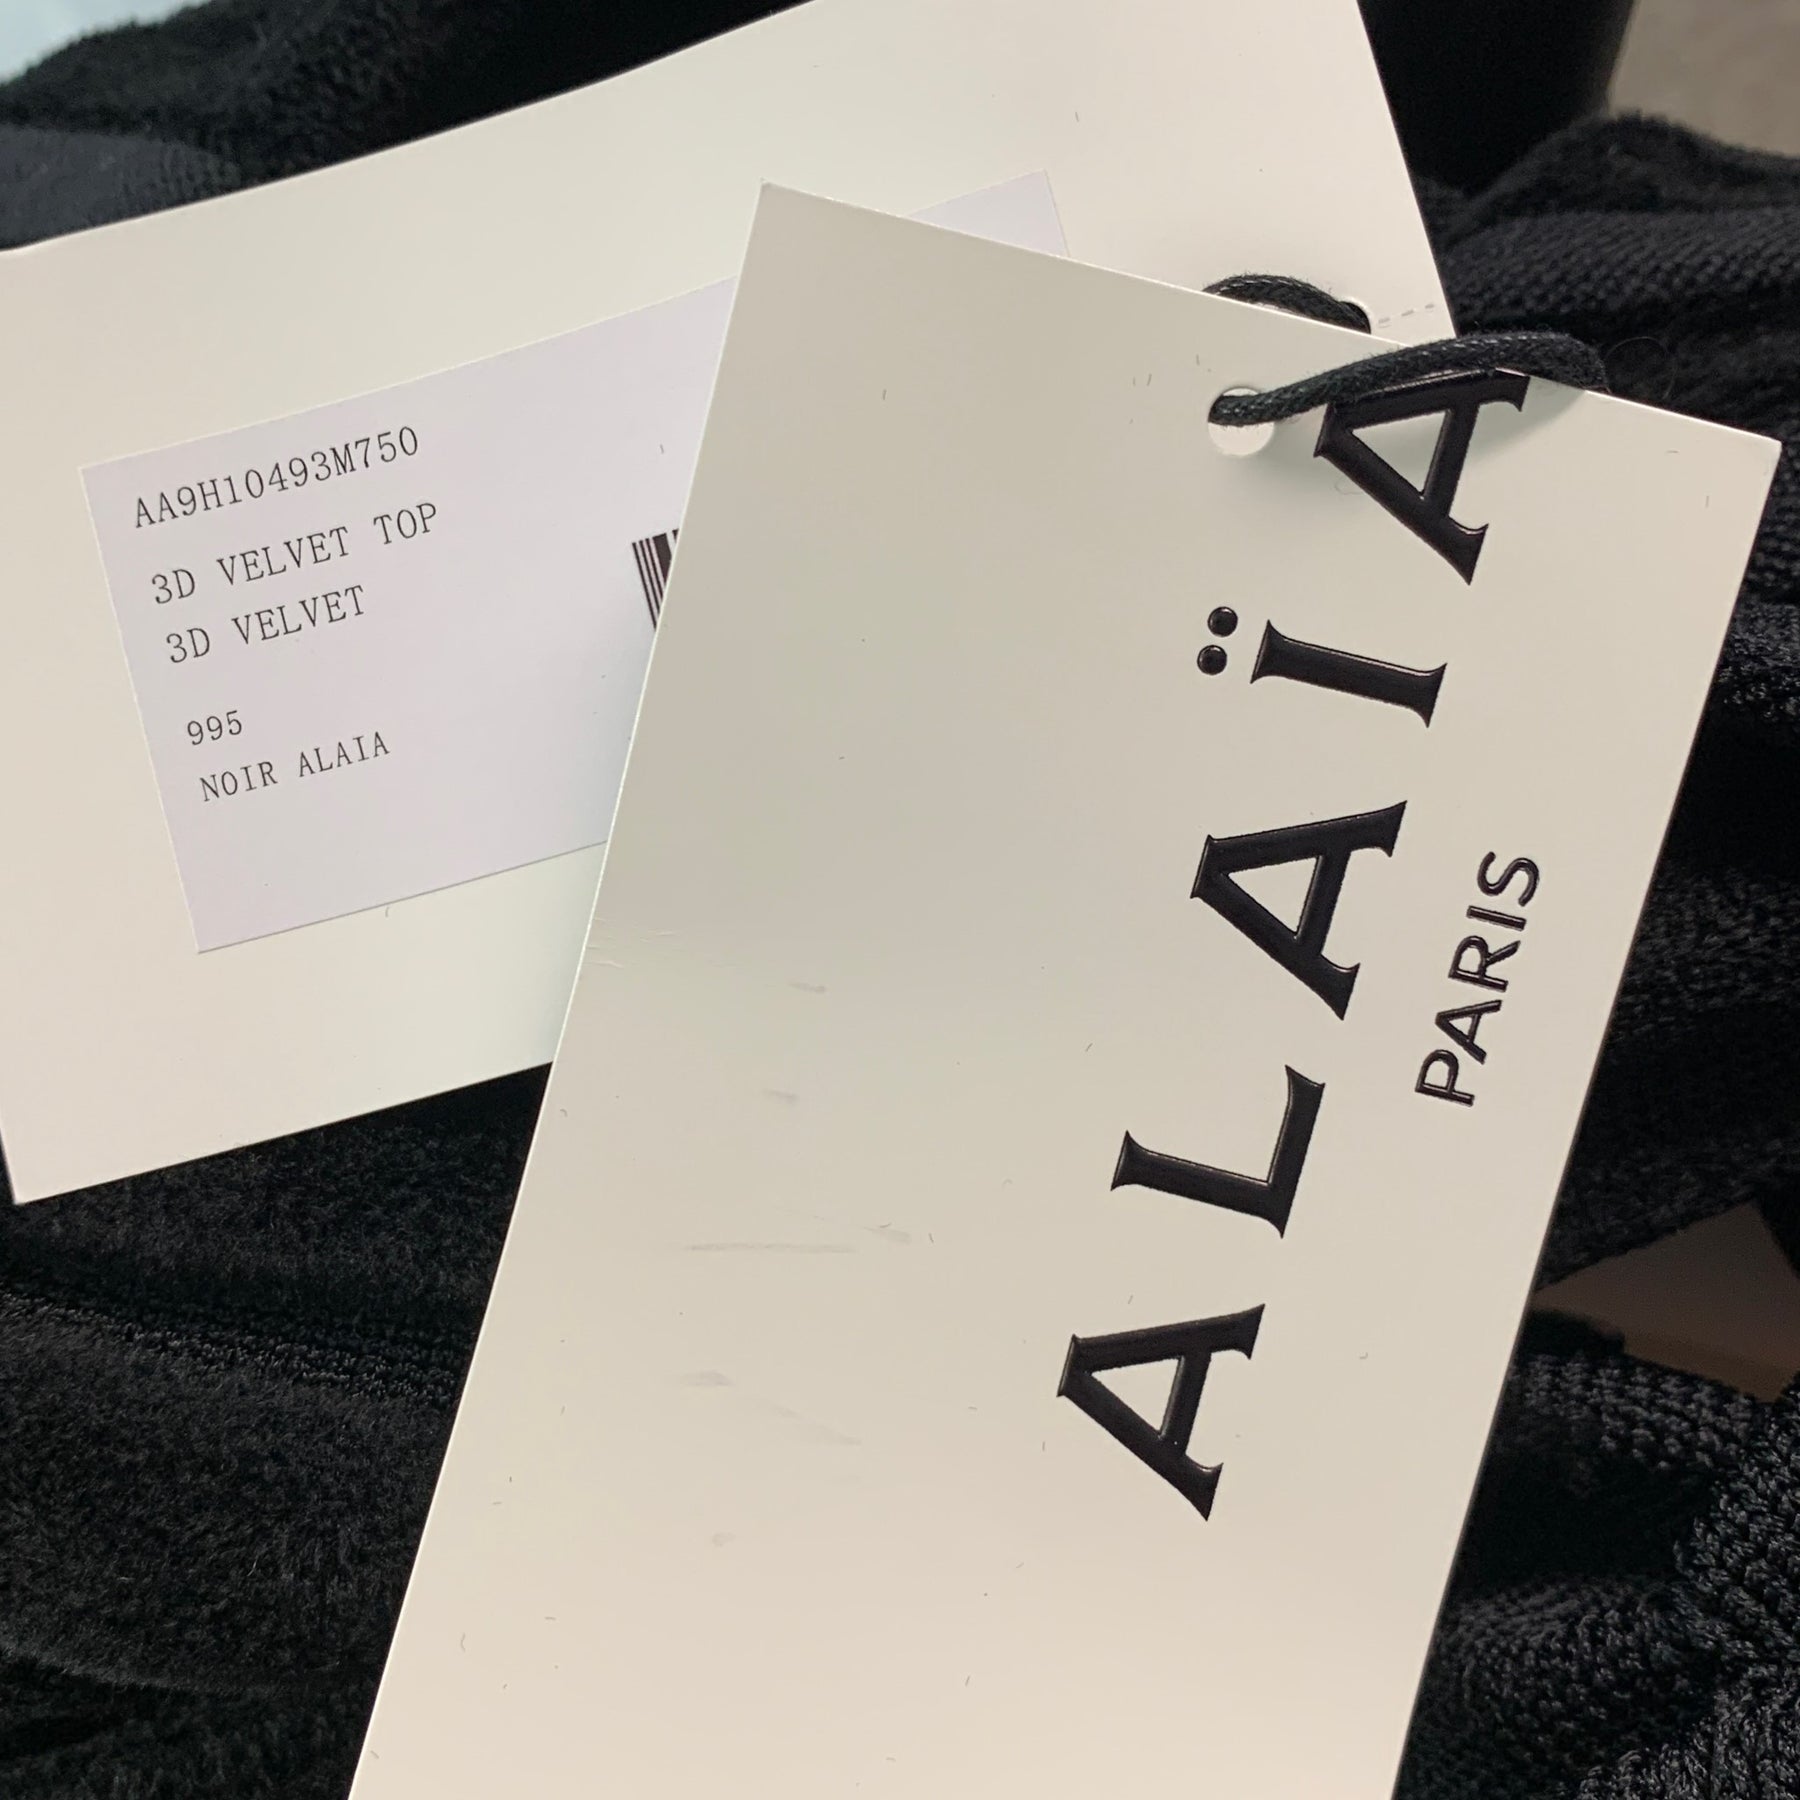 AA9H10493M750
3D VELVET TOP
3D VELVET
995
NOIR ALAIA
ALAÏA
PARIS